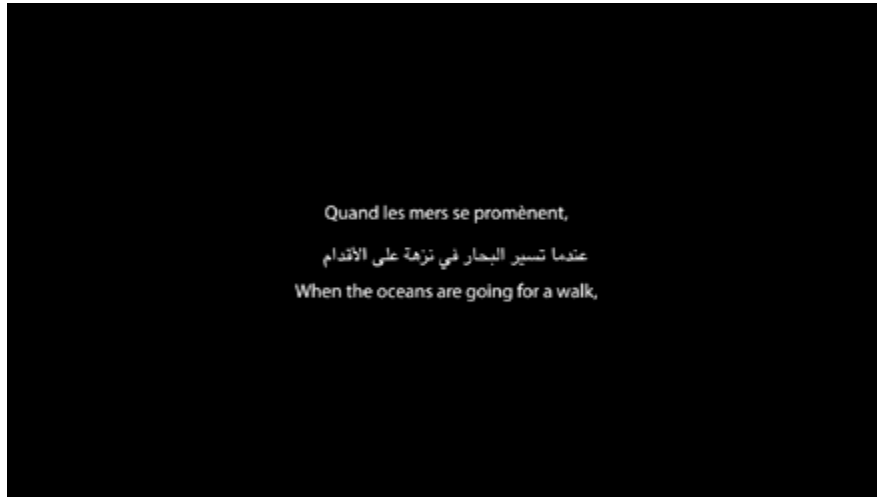 Quand les mers se promènent,
عندما تسير البحار في نزهة على الأقدام
When the oceans are going for a walk,